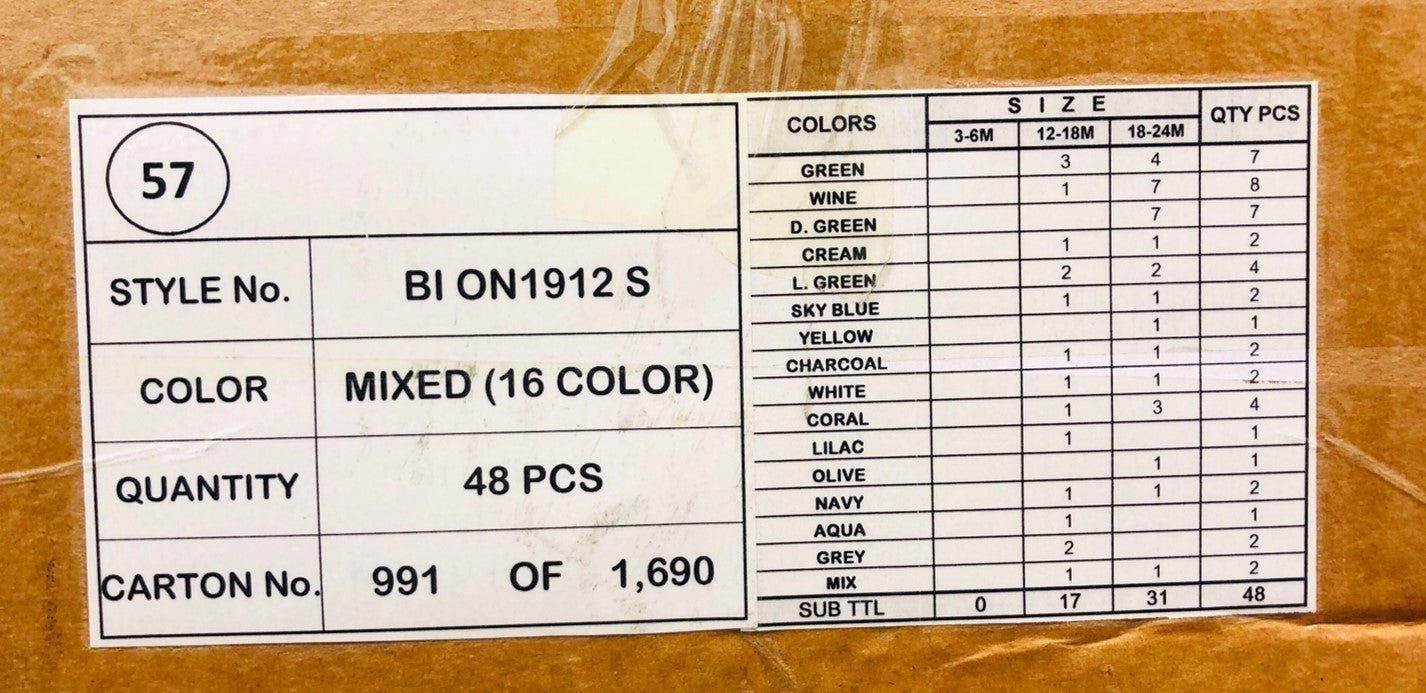 57
STYLE No. BI ON1912 S
COLOR MIXED (16 COLOR)
QUANTITY 48 PCS
CARTON No. 991 OF 1,690
COLORS S I Z E QTY PCS
3-6M 12-18M 18-24M
GREEN 3 4 7
WINE 1 7 8
D. GREEN 7 7
CREAM 1 1 2
L. GREEN 2 2 4
SKY BLUE 1 1 2
YELLOW 1 1
CHARCOAL 1 1 2
WHITE 1 1 2
CORAL 1 3 4
LILAC 1 1
OLIVE 1 1
NAVY 1 1 2
AQUA 1 1
GREY 2 2
MIX 1 1 2
SUB TTL 0 17 31 48